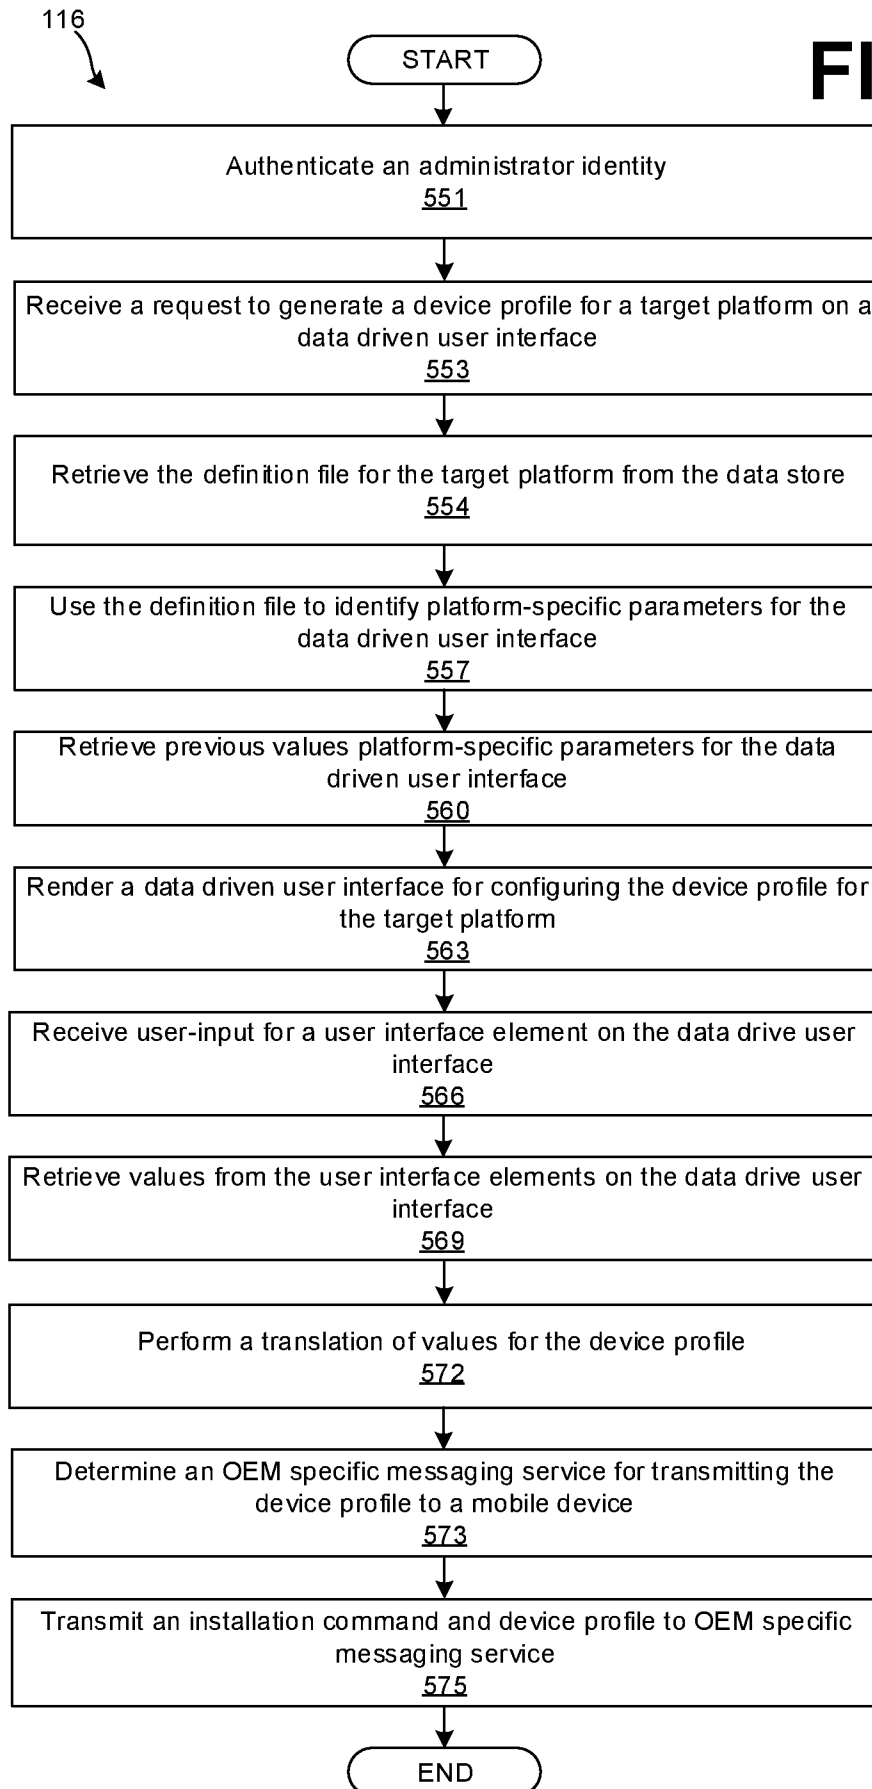 116
START
FI
Authenticate an administrator identity
551
Receive a request to generate a device profile for a target platform on a
data driven user interface
553
Retrieve the definition file for the target platform from the data store
554
Use the definition file to identify platform-specific parameters for the
data driven user interface
557
Retrieve previous values platform-specific parameters for the data
driven user interface
560
Render a data driven user interface for configuring the device profile for
the target platform
563
Receive user-input for a user interface element on the data drive user
interface
566
Retrieve values from the user interface elements on the data drive user
interface
569
Perform a translation of values for the device profile
572
Determine an OEM specific messaging service for transmitting the
device profile to a mobile device
573
Transmit an installation command and device profile to OEM specific
messaging service
575
END